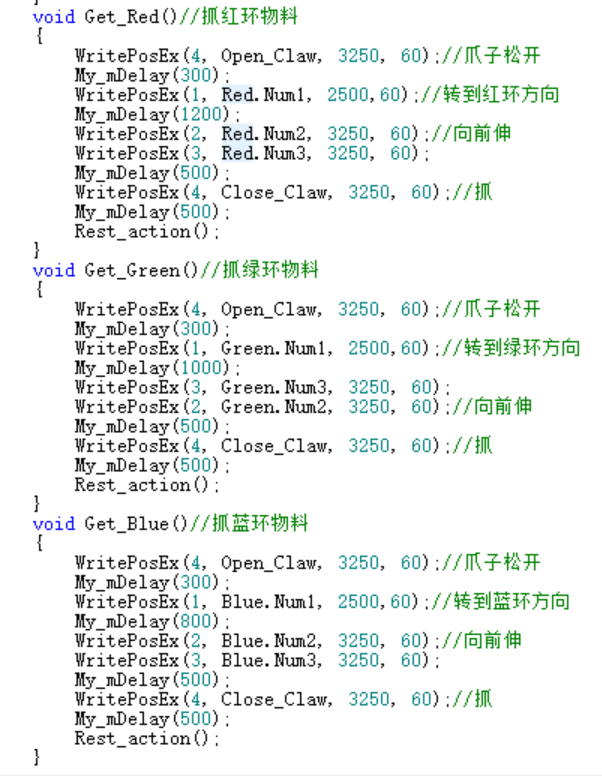 void Get_Red()//抓红环物料
{
WritePosEx(4, Open_Claw, 3250, 60);//爪子松开
My_mDelay(300);
WritePosEx(1, Red.Num1, 2500,60);//转到红环方向
My_mDelay(1200);
WritePosEx(2, Red.Num2, 3250, 60);//向前伸
WritePosEx(3, Red.Num3, 3250, 60);
My_mDelay(500);
WritePosEx(4, Close_Claw, 3250, 60);//抓
My_mDelay(500);
Rest_action();
}
void Get_Green()//抓绿环物料
{
WritePosEx(4, Open_Claw, 3250, 60);//爪子松开
My_mDelay(300);
WritePosEx(1, Green.Num1, 2500,60);//转到绿环方向
My_mDelay(1000);
WritePosEx(3, Green.Num3, 3250, 60);
WritePosEx(2, Green.Num2, 3250, 60);//向前伸
My_mDelay(500);
WritePosEx(4, Close_Claw, 3250, 60);//抓
My_mDelay(500);
Rest_action();
}
void Get_Blue()//抓蓝环物料
{
WritePosEx(4, Open_Claw, 3250, 60);//爪子松开
My_mDelay(300);
WritePosEx(1, Blue.Num1, 2500,60);//转到蓝环方向
My_mDelay(800);
WritePosEx(2, Blue.Num2, 3250, 60);//向前伸
WritePosEx(3, Blue.Num3, 3250, 60);
My_mDelay(500);
WritePosEx(4, Close_Claw, 3250, 60);//抓
My_mDelay(500);
Rest_action();
}